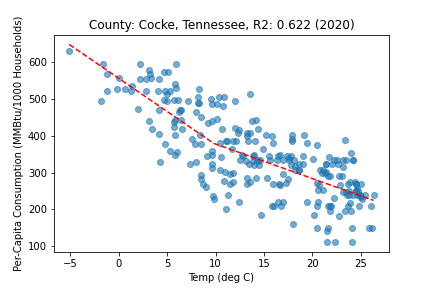 County: Cocke, Tennessee, R2: 0.622 (2020)
Per-Capita Consumption (MMBtu/1000 Households)
600
500
400
300
200
100
−5 0 5 10 15 20 25
Temp (deg C)